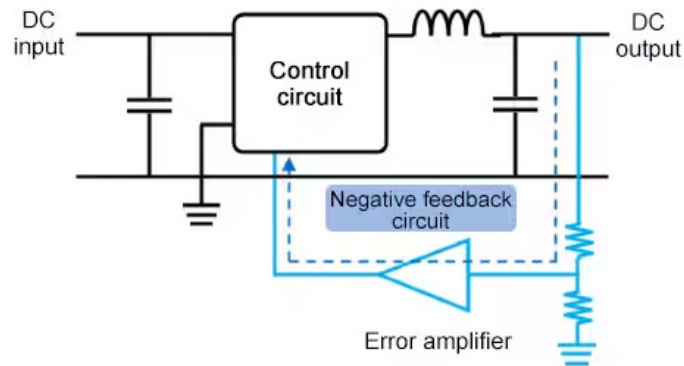 DC
input
Control
circuit
DC
output
Negative feedback
circuit
Error amplifier